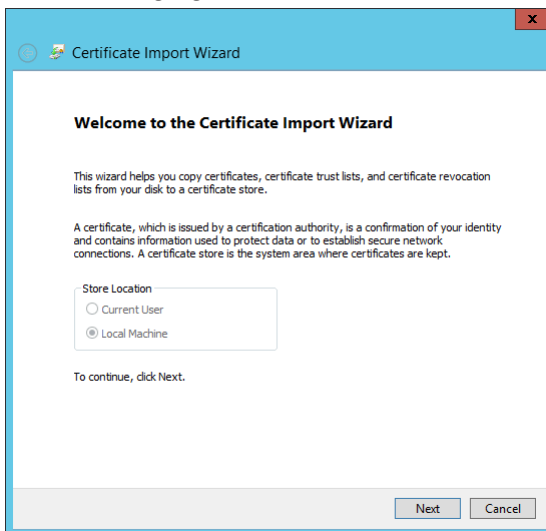 x
Certificate Import Wizard
Welcome to the Certificate Import Wizard
This wizard helps you copy certificates, certificate trust lists, and certificate revocation
lists from your disk to a certificate store.
A certificate, which is issued by a certification authority, is a confirmation of your identity
and contains information used to protect data or to establish secure network
connections. A certificate store is the system area where certificates are kept.
Store Location
Current User
Local Machine
To continue, click Next.
Next Cancel